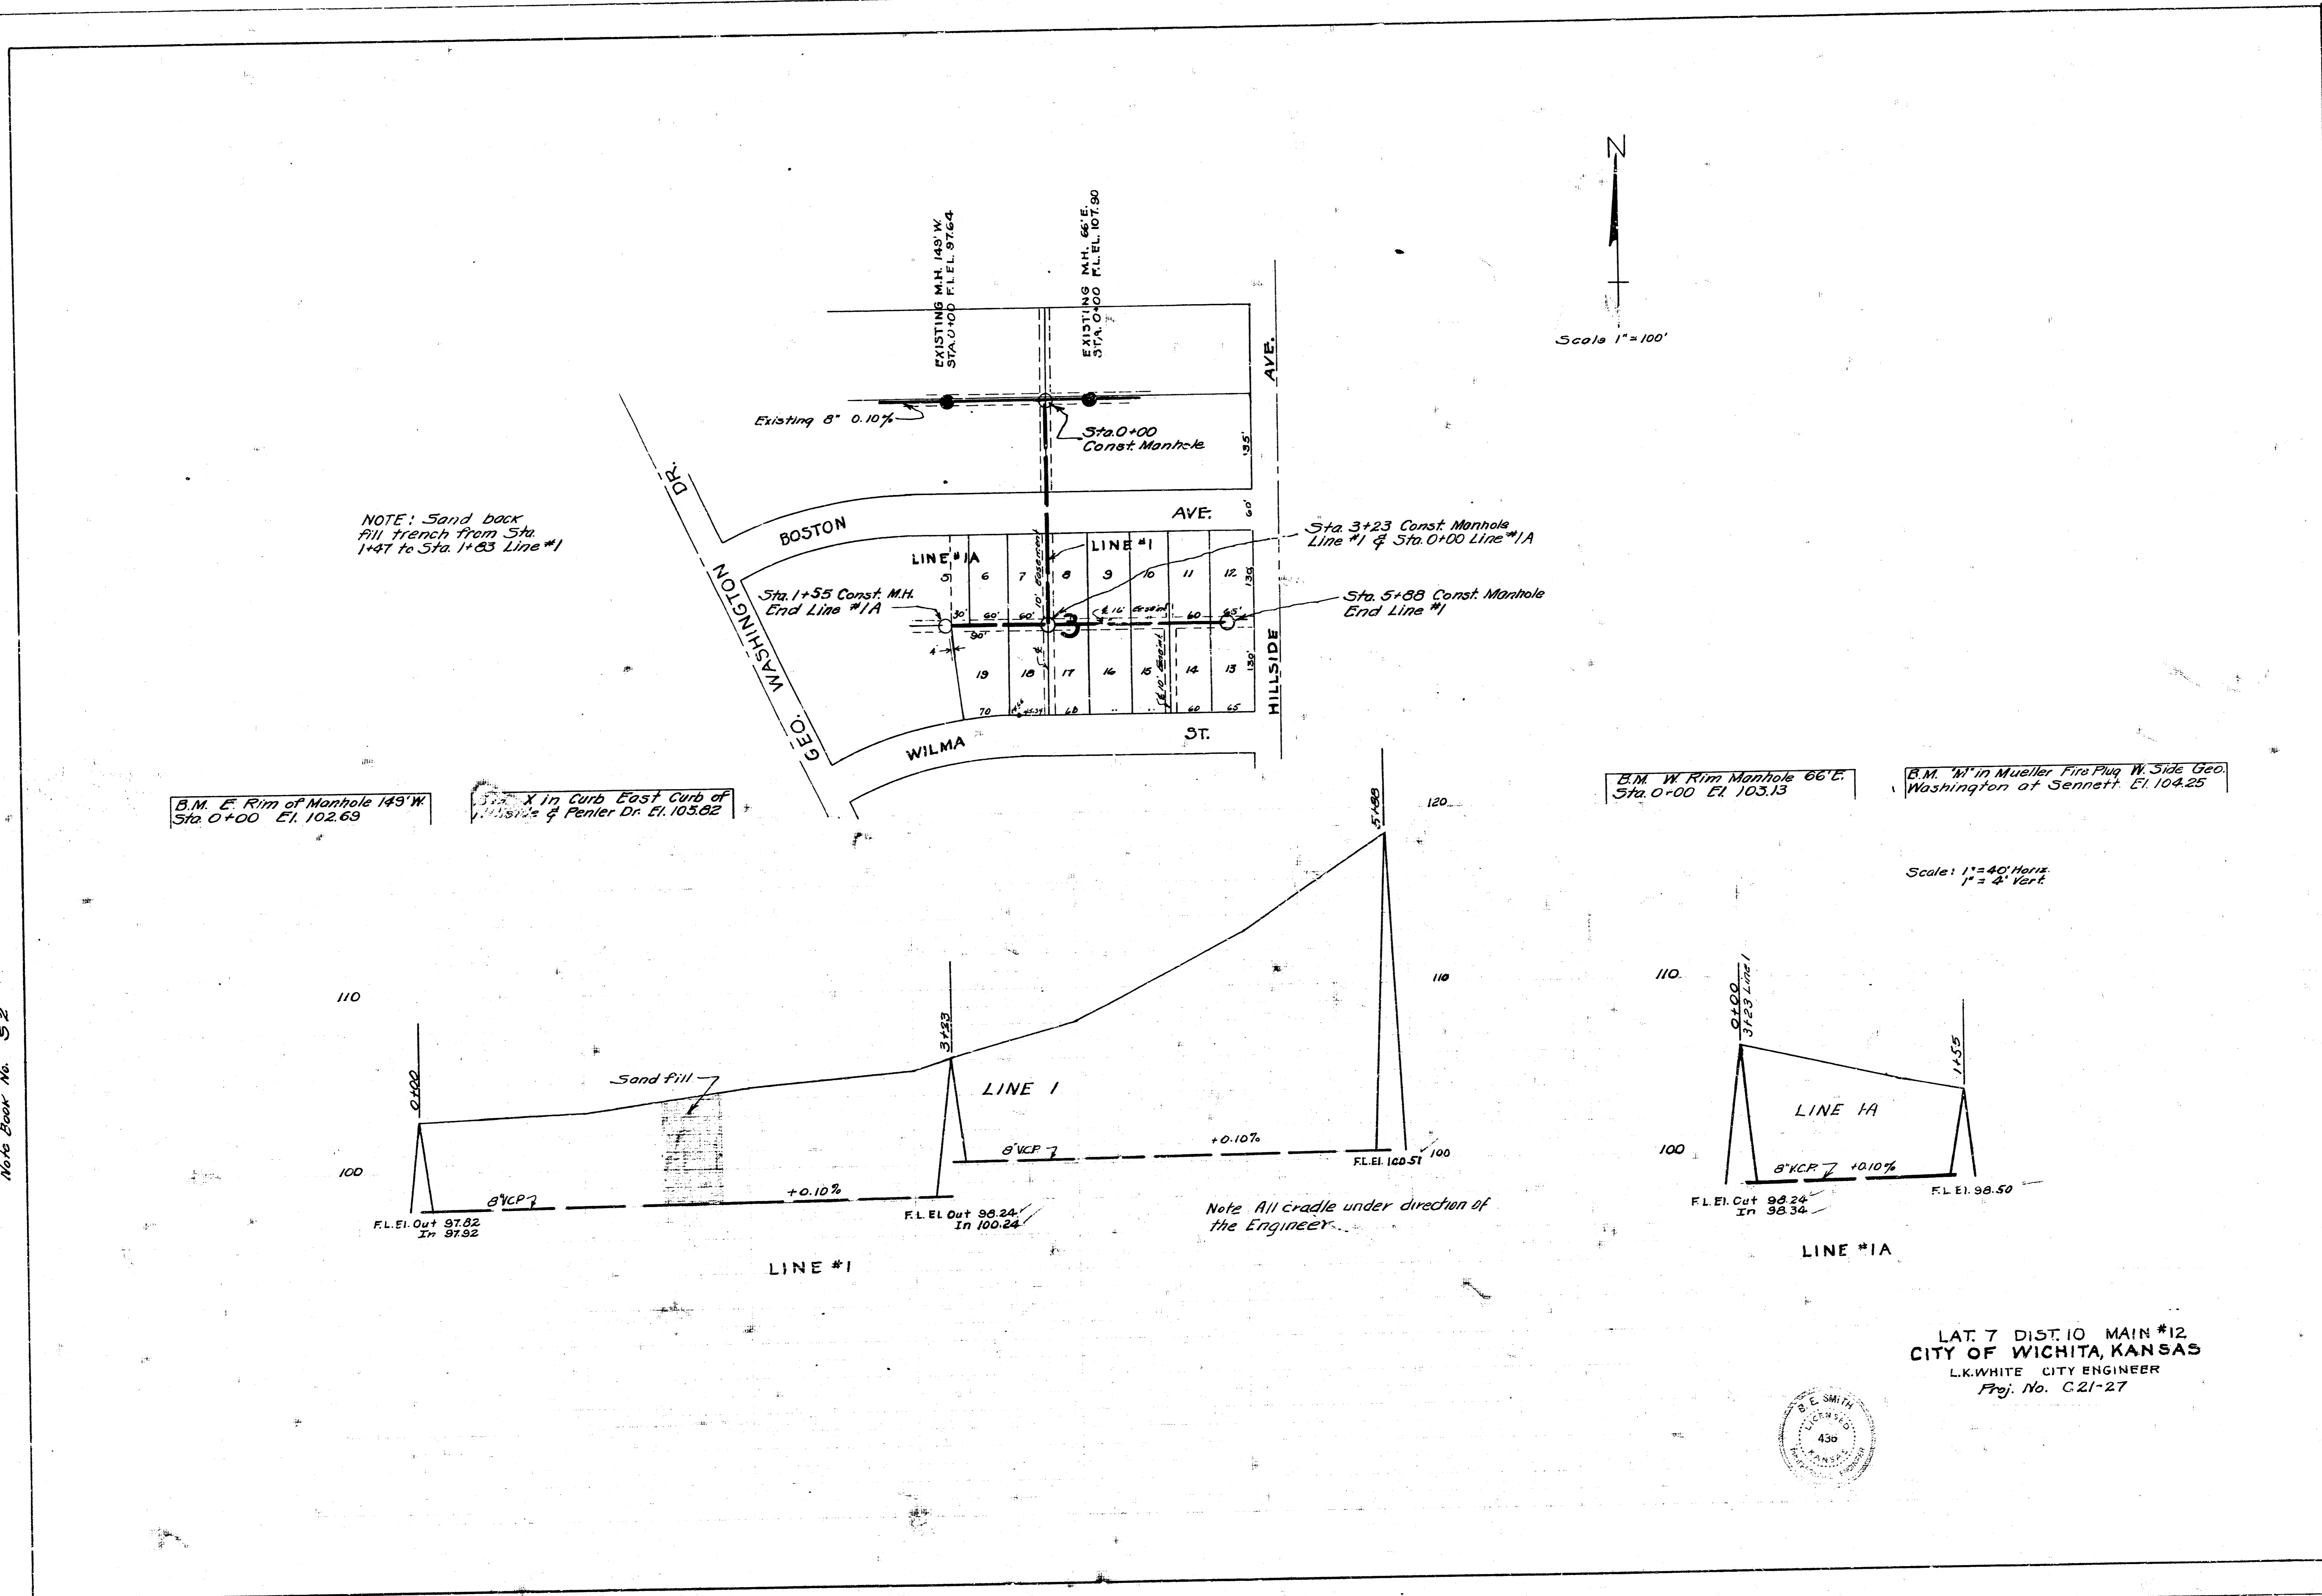 EXISTING M.H. 149' W.
STA. 0+00 F.L. EL. 97.64
EXISTING M.H. 66' E.
STA. 0+00 F.L. EL. 107.90
N
Scale 1"=100'
Existing 8" 0.10%
Sta. 0+00
Const. Manhole
135'
AVE.
HILLSIDE
DR.
WASHINGTON
GEO.
NOTE: Sand back
fill trench from Sta.
1+47 to Sta. 1+83 Line #1
BOSTON
AVE.
60'
Sta. 3+23 Const. Manhole
Line #1 & Sta. 0+00 Line #1A
LINE #1A
LINE #1
5 6 7 8 9 10 11 12
10' easement
130'
Sta. 1+55 Const. M.H.
End Line #1A
30' 60' 60' 60 65'
90'
3
Sta. 5+88 Const. Manhole
End Line #1
4'
19 18 17 16 15 14 13
130'
70 60 .. .. 60 65
WILMA
ST.
B.M. E. Rim of Manhole 149' W.
Sta. 0+00 El. 102.69
X in Curb East Curb of
& Penler Dr. El. 105.82
B.M. W. Rim Manhole 66' E.
Sta. 0+00 El. 103.13
B.M. "M" in Mueller Fire Plug W. Side Geo.
Washington at Sennett El. 104.25
Scale: 1"=40' Horiz.
1"= 4' Vert.
120
5+88
110
110
110
0+00
3+23
0+00
3+23 Line 1
1+55
Sand fill
LINE 1
LINE 1-A
100
8" VCP
+0.10%
8" VCP
+0.10%
100
100
8" V.C.P. +0.10%
F.L. El. Out 97.82
In 97.92
F.L. El. Out 98.24
In 100.24
F.L. El. 100.51
F.L. El. Out 98.24
In 98.34
F.L. El. 98.50
Note All cradle under direction of
the Engineer
LINE #1
LINE #1A
Note Book No. 52
LAT. 7 DIST. 10 MAIN #12
CITY OF WICHITA, KANSAS
L.K. WHITE CITY ENGINEER
Proj. No. C21-27
B. E. SMITH
LICENSED
436
KANSAS